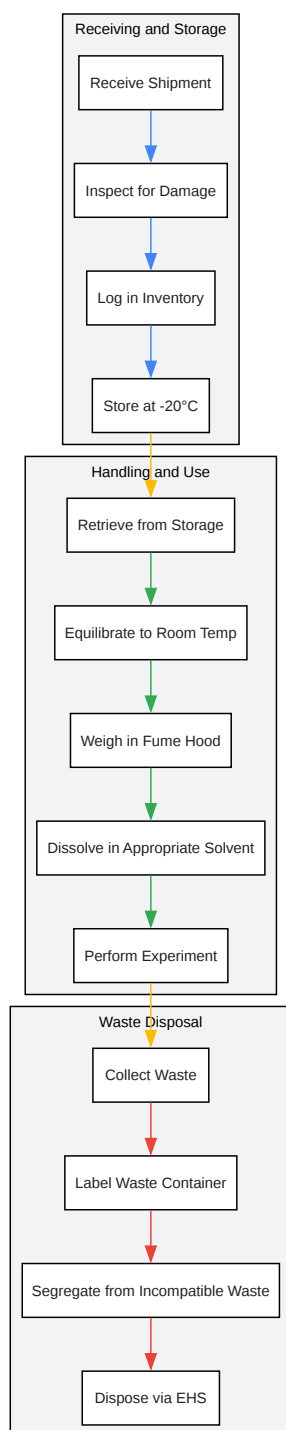 Receiving and Storage
Receive Shipment
Inspect for Damage
Log in Inventory
Store at -20°C
Handling and Use
Retrieve from Storage
Equilibrate to Room Temp
Weigh in Fume Hood
Dissolve in Appropriate Solvent
Perform Experiment
Waste Disposal
Collect Waste
Label Waste Container
Segregate from Incompatible Waste
Dispose via EHS